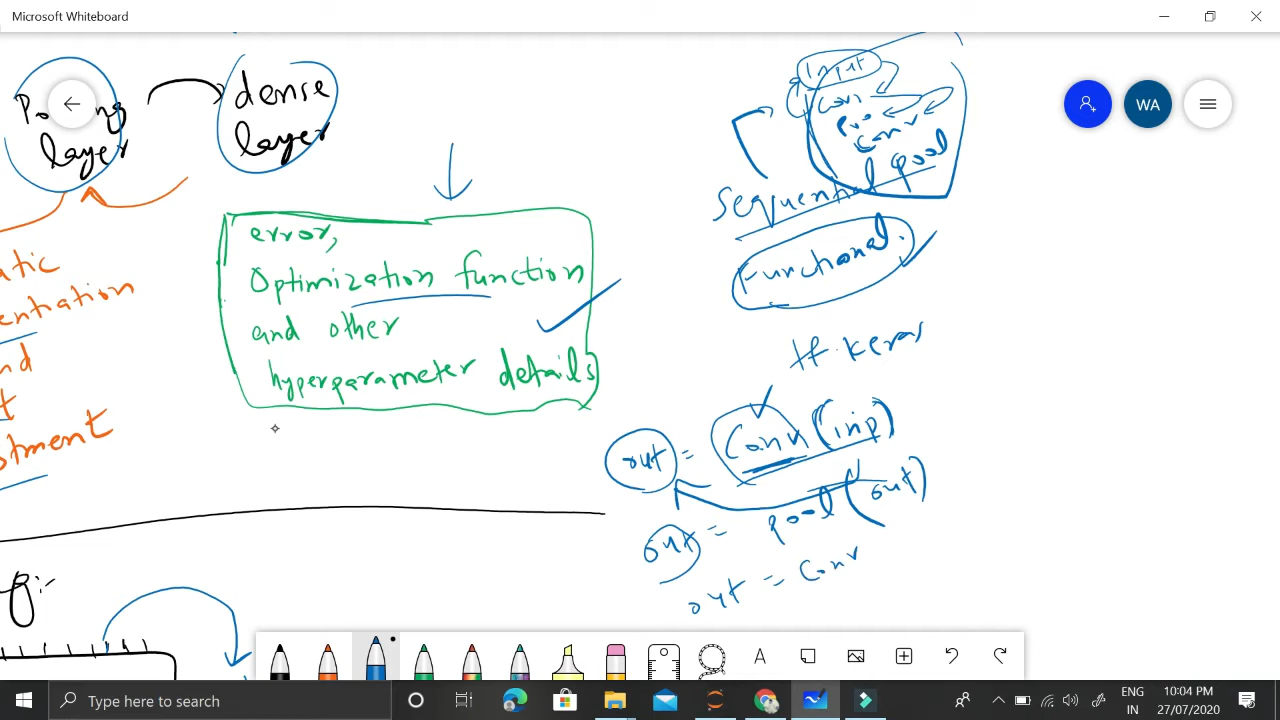 Microsoft Whiteboard
layer
dense
layer
error,
Optimization function
and other
hyperparameter details
Input
Con
Conv
pool
Sequential
Functional.
tf.keras
out = Conv (inp)
out = pool (out)
out = Conv
WA
Type here to search
ENG
IN
10:04 PM
27/07/2020